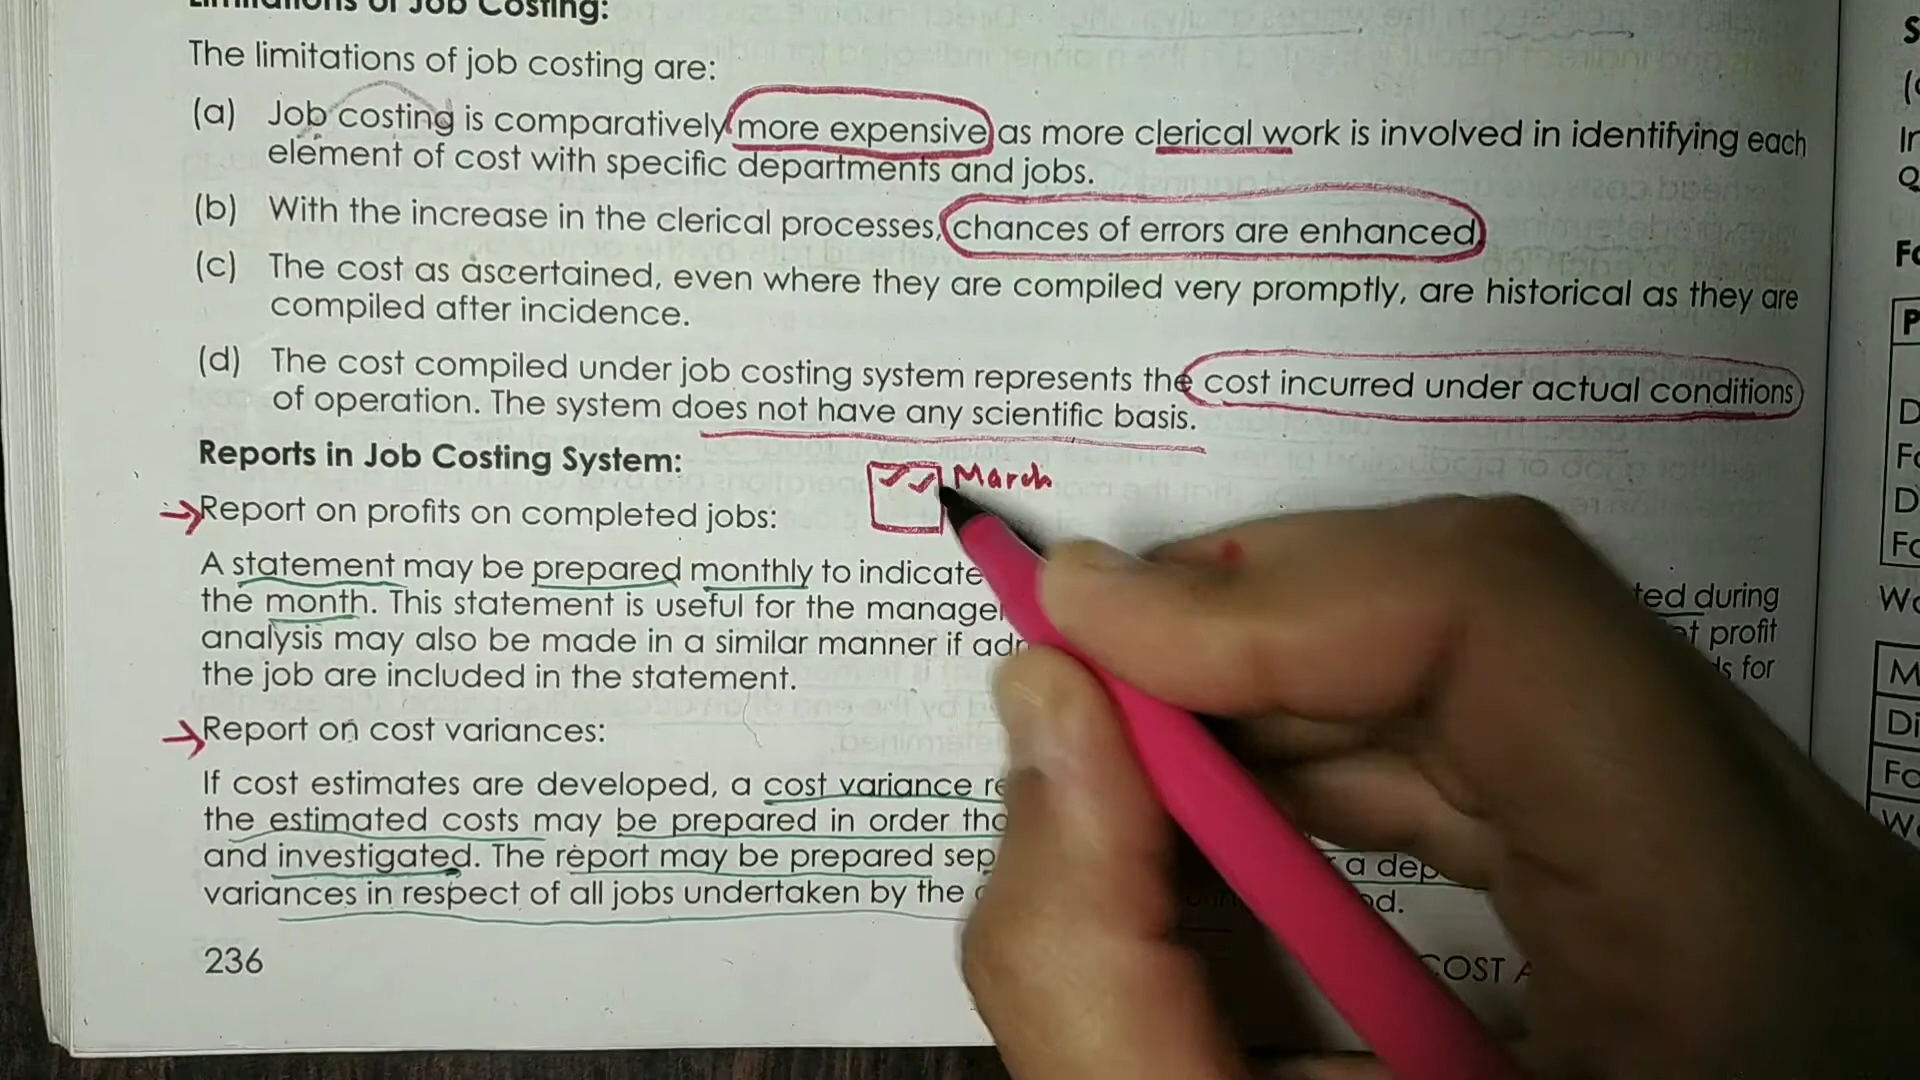 Limitations of Job Costing:
The limitations of job costing are:
(a) Job costing is comparatively more expensive as more clerical work is involved in identifying each
element of cost with specific departments and jobs.
(b) With the increase in the clerical processes, chances of errors are enhanced.
(c) The cost as ascertained, even where they are compiled very promptly, are historical as they are
compiled after incidence.
(d) The cost compiled under job costing system represents the cost incurred under actual conditions
of operation. The system does not have any scientific basis.
Reports in Job Costing System:
March
Report on profits on completed jobs:
A statement may be prepared monthly to indicate
the month. This statement is useful for the during
analysis may also be made in a similar manner if profit
the job are included in the statement. for
Report on cost variances:
If cost estimates are developed, a cost variance
the estimated costs may be prepared in order
and investigated. The report may be prepared a
variances in respect of all jobs undertaken by the
236 COST